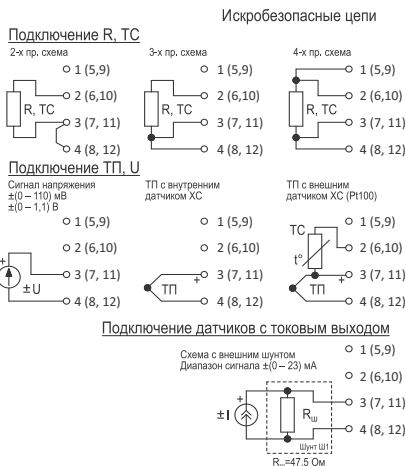 Искробезопасные цепи
Подключение R, ТС
2-х пр. схема
3-х пр. схема
4-х пр. схема
1 (5,9)
2 (6,10)
3 (7, 11)
4 (8, 12)
R, ТС
1 (5,9)
2 (6,10)
3 (7, 11)
4 (8, 12)
R, ТС
1 (5,9)
2 (6,10)
3 (7, 11)
4 (8, 12)
R, ТС
Подключение ТП, U
Сигнал напряжения
±(0 – 110) мВ
±(0 – 1,1) В
ТП с внутренним
датчиком ХС
ТП с внешним
датчиком ХС (Pt100)
1 (5,9)
2 (6,10)
3 (7, 11)
4 (8, 12)
+
± U
1 (5,9)
2 (6,10)
3 (7, 11)
4 (8, 12)
+
ТП
ТС
t°
1 (5,9)
2 (6,10)
3 (7, 11)
4 (8, 12)
+
ТП
Подключение датчиков с токовым выходом
Схема с внешним шунтом
Диапазон сигнала ±(0 – 23) мА
1 (5,9)
2 (6,10)
3 (7, 11)
4 (8, 12)
± I
Rш
Шунт Ш1
Rш=47,5 Ом